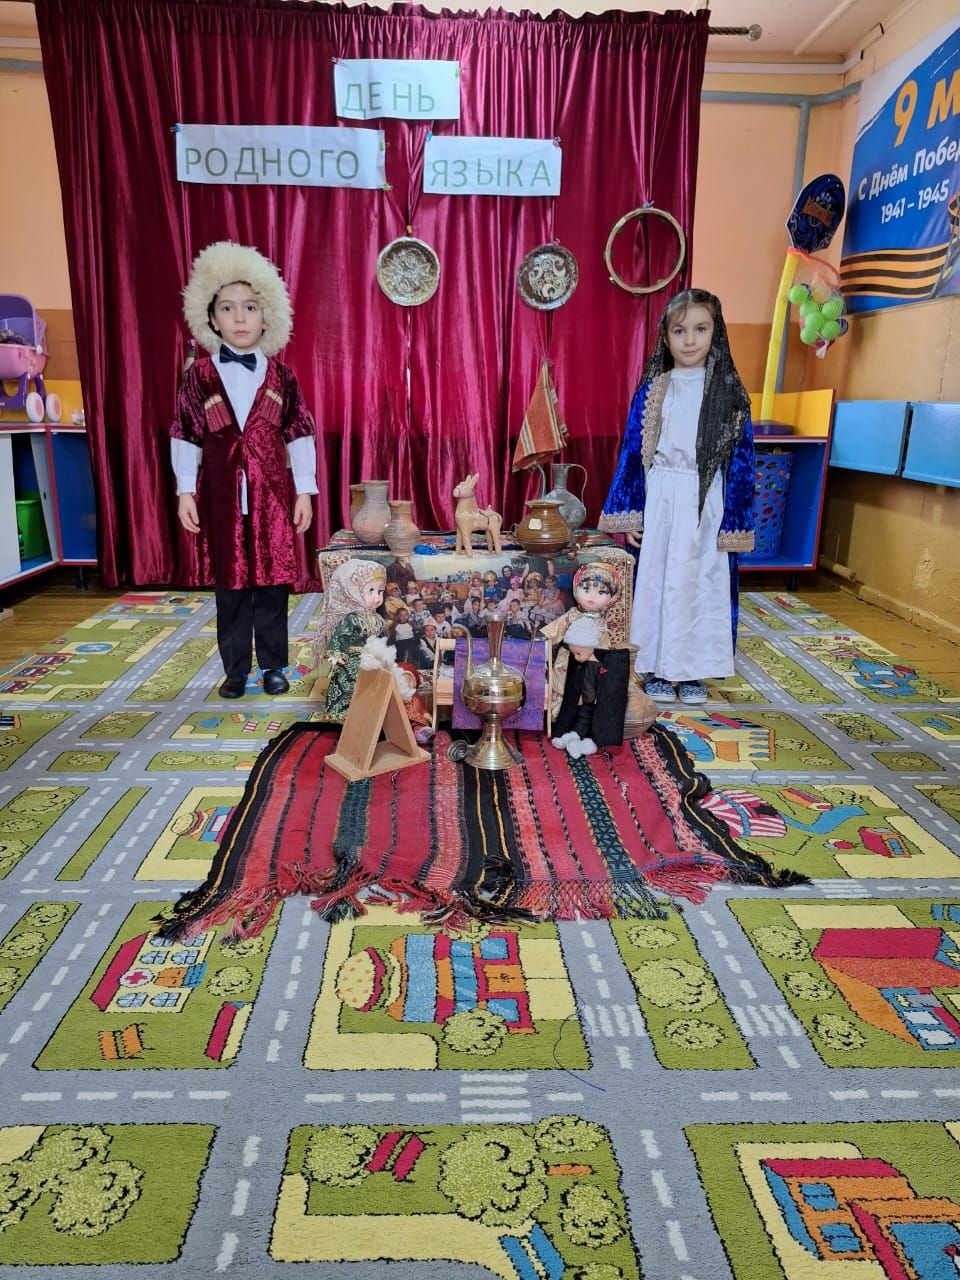 ДЕНЬ
РОДНОГО
ЯЗЫКА
9 М
С Днём Побед
1941 - 1945